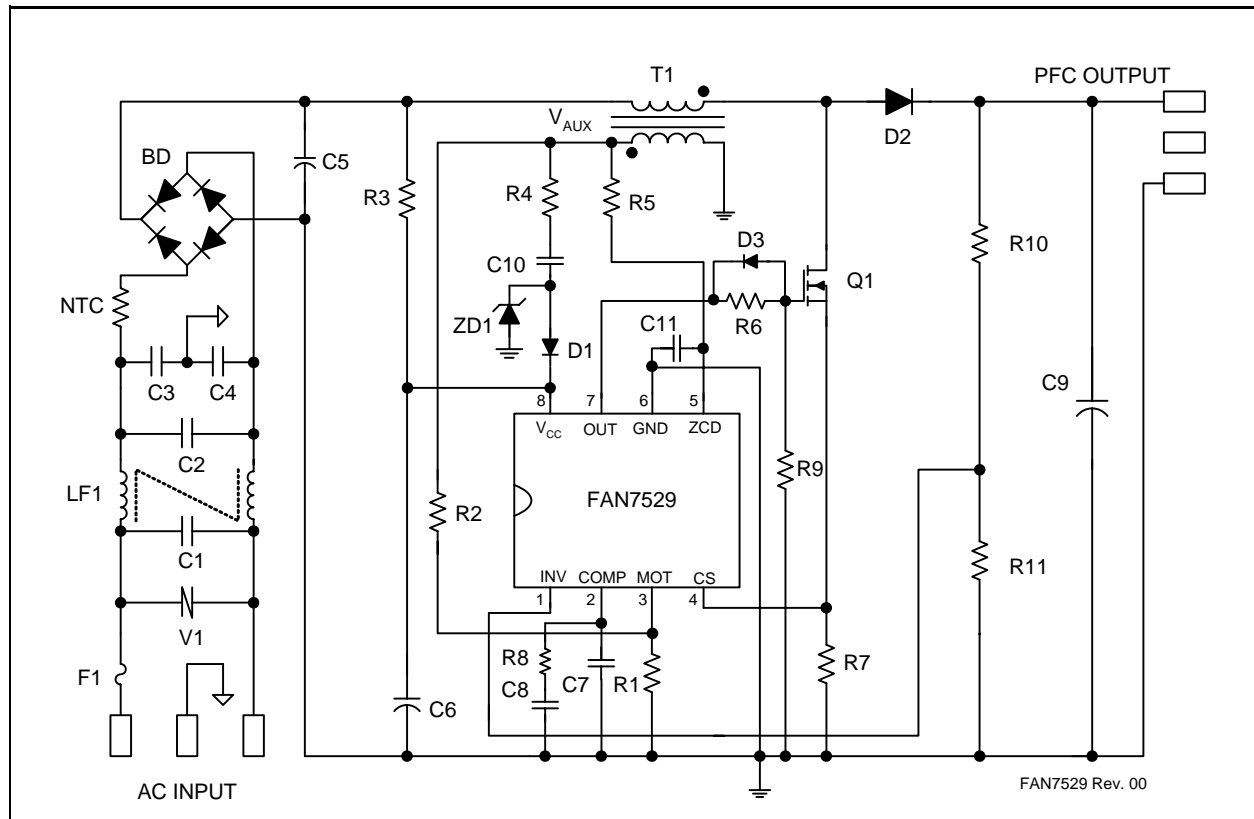 T1
PFC OUTPUT
VAUX
D2
BD
C5
R3
R4
R5
D3
R10
NTC
C10
Q1
ZD1
R6
C11
D1
C3
C4
C9
8
7
6
5
VCC
OUT
GND
ZCD
C2
LF1
R9
R2
FAN7529
C1
R11
INV
COMP
MOT
CS
1
2
3
4
V1
R8
R7
F1
C7
R1
C8
C6
AC INPUT
FAN7529 Rev. 00